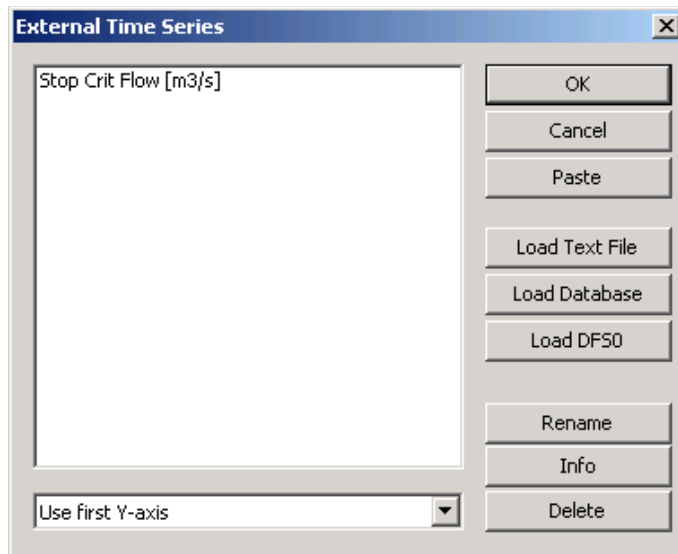 External Time Series
Stop Crit Flow [m3/s]
OK
Cancel
Paste
Load Text File
Load Database
Load DFS0
Rename
Info
Delete
Use first Y-axis